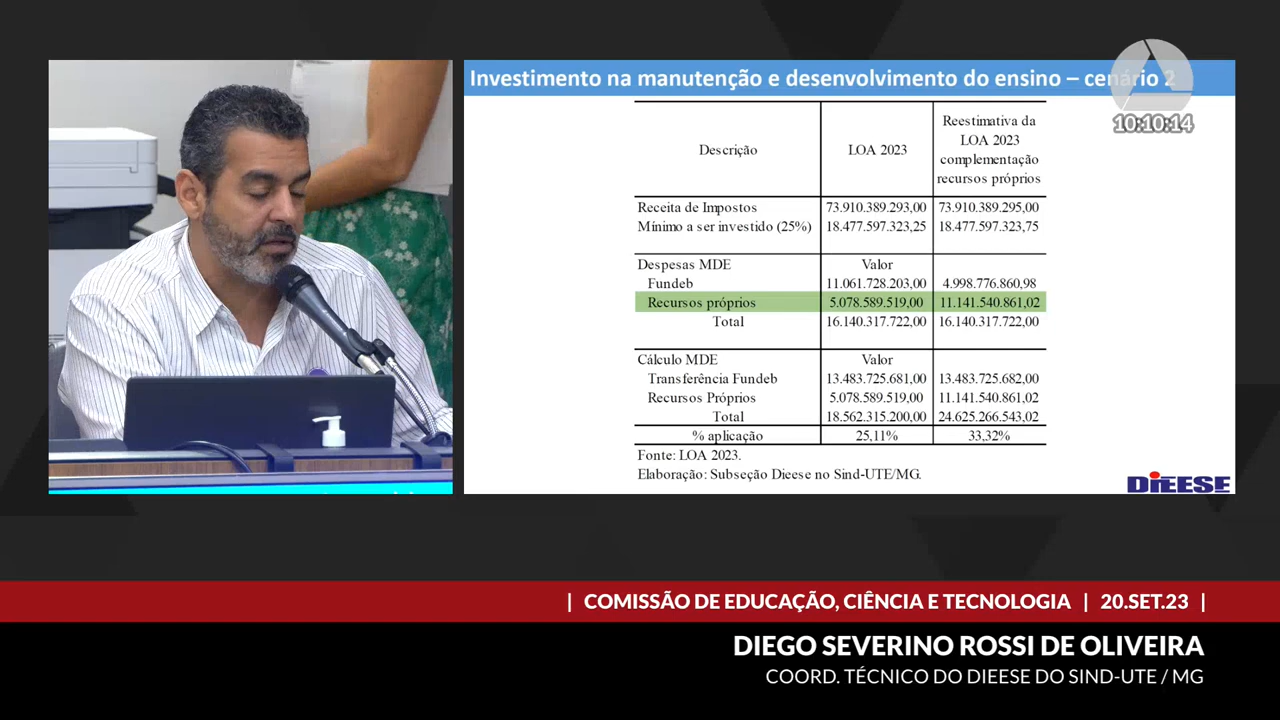 Investimento na manutenção e desenvolvimento do ensino – cenário 2
10:10:14
Descrição LOA 2023 Reestimativa da LOA 2023 complementação recursos próprios
Receita de Impostos 73.910.389.293,00 73.910.389.295,00
Mínimo a ser investido (25%) 18.477.597.323,25 18.477.597.323,75
Despesas MDE Valor
Fundeb 11.061.728.203,00 4.998.776.860,98
Recursos próprios 5.078.589.519,00 11.141.540.861,02
Total 16.140.317.722,00 16.140.317.722,00
Cálculo MDE Valor
Transferência Fundeb 13.483.725.681,00 13.483.725.682,00
Recursos Próprios 5.078.589.519,00 11.141.540.861,02
Total 18.562.315.200,00 24.625.266.543,02
% aplicação 25,11% 33,32%
Fonte: LOA 2023.
Elaboração: Subseção Dieese no Sind-UTE/MG.
DIEESE
| COMISSÃO DE EDUCAÇÃO, CIÊNCIA E TECNOLOGIA | 20.SET.23 |
DIEGO SEVERINO ROSSI DE OLIVEIRA
COORD. TÉCNICO DO DIEESE DO SIND-UTE / MG